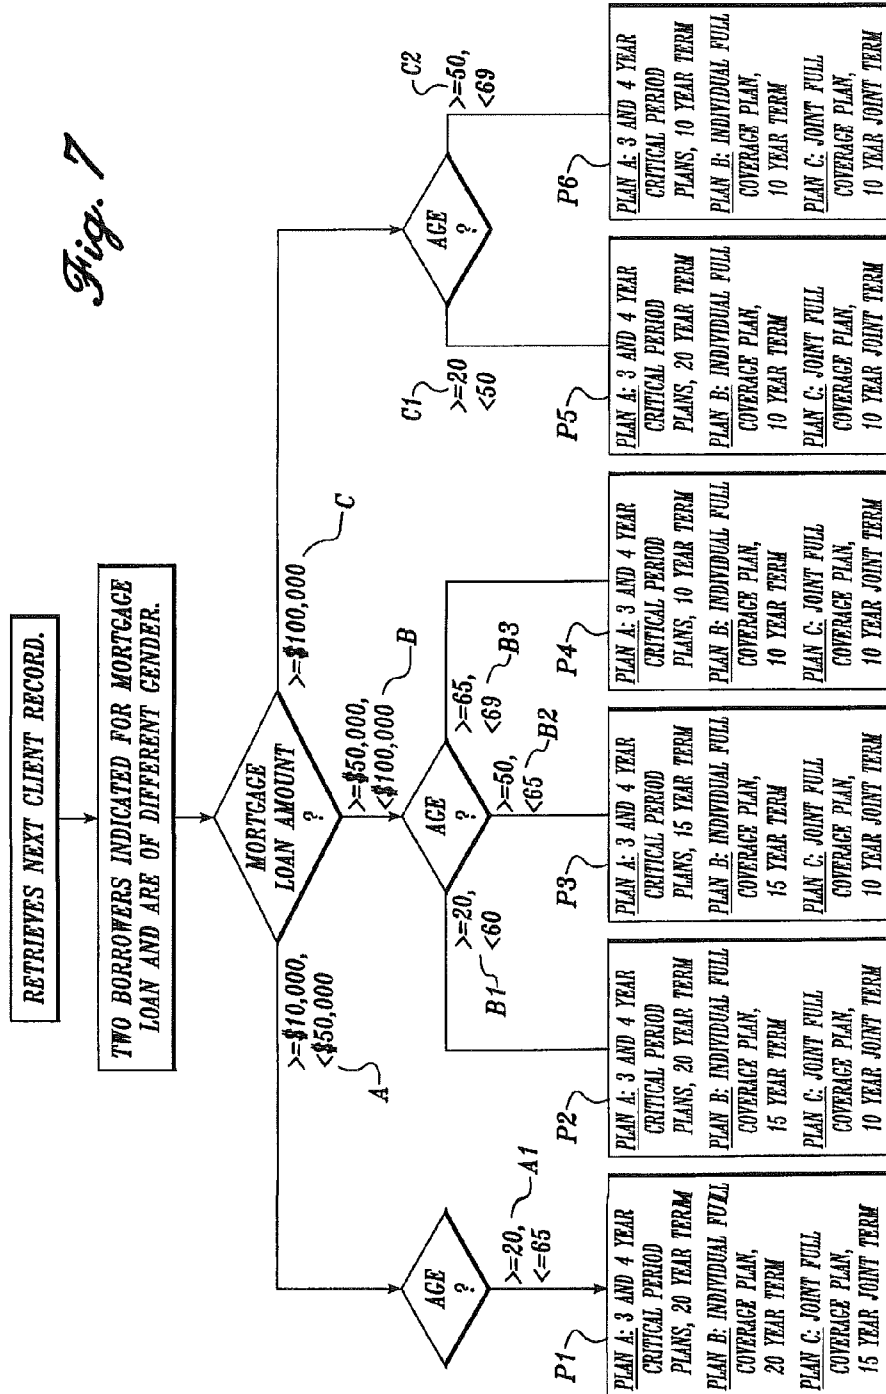 Fig. 7
RETRIEVES NEXT CLIENT RECORD.
TWO BORROWERS INDICATED FOR MORTGAGE
LOAN AND ARE OF DIFFERENT GENDER.
MORTGAGE
LOAN AMOUNT
?
>=$10,000,
<$50,000
A
>=$50,000,
<$100,000
B
>=$100,000
C
AGE
?
>=20,
<=65
A1
AGE
?
>=20,
<60
B1
>=50,
<65
B2
>=65,
<69
B3
AGE
?
C1
>=20
<50
C2
>=50,
<69
P1
PLAN A: 3 AND 4 YEAR
CRITICAL PERIOD
PLANS, 20 YEAR TERM
PLAN B: INDIVIDUAL FULL
COVERAGE PLAN,
20 YEAR TERM
PLAN C: JOINT FULL
COVERAGE PLAN,
15 YEAR JOINT TERM
P2
PLAN A: 3 AND 4 YEAR
CRITICAL PERIOD
PLANS, 20 YEAR TERM
PLAN B: INDIVIDUAL FULL
COVERAGE PLAN,
15 YEAR TERM
PLAN C: JOINT FULL
COVERAGE PLAN,
10 YEAR JOINT TERM
P3
PLAN A: 3 AND 4 YEAR
CRITICAL PERIOD
PLANS, 15 YEAR TERM
PLAN B: INDIVIDUAL FULL
COVERAGE PLAN,
15 YEAR TERM
PLAN C: JOINT FULL
COVERAGE PLAN,
10 YEAR JOINT TERM
P4
PLAN A: 3 AND 4 YEAR
CRITICAL PERIOD
PLANS, 10 YEAR TERM
PLAN B: INDIVIDUAL FULL
COVERAGE PLAN,
10 YEAR TERM
PLAN C: JOINT FULL
COVERAGE PLAN,
10 YEAR JOINT TERM
P5
PLAN A: 3 AND 4 YEAR
CRITICAL PERIOD
PLANS, 20 YEAR TERM
PLAN B: INDIVIDUAL FULL
COVERAGE PLAN,
10 YEAR TERM
PLAN C: JOINT FULL
COVERAGE PLAN,
10 YEAR JOINT TERM
P6
PLAN A: 3 AND 4 YEAR
CRITICAL PERIOD
PLANS, 10 YEAR TERM
PLAN B: INDIVIDUAL FULL
COVERAGE PLAN,
10 YEAR TERM
PLAN C: JOINT FULL
COVERAGE PLAN,
10 YEAR JOINT TERM